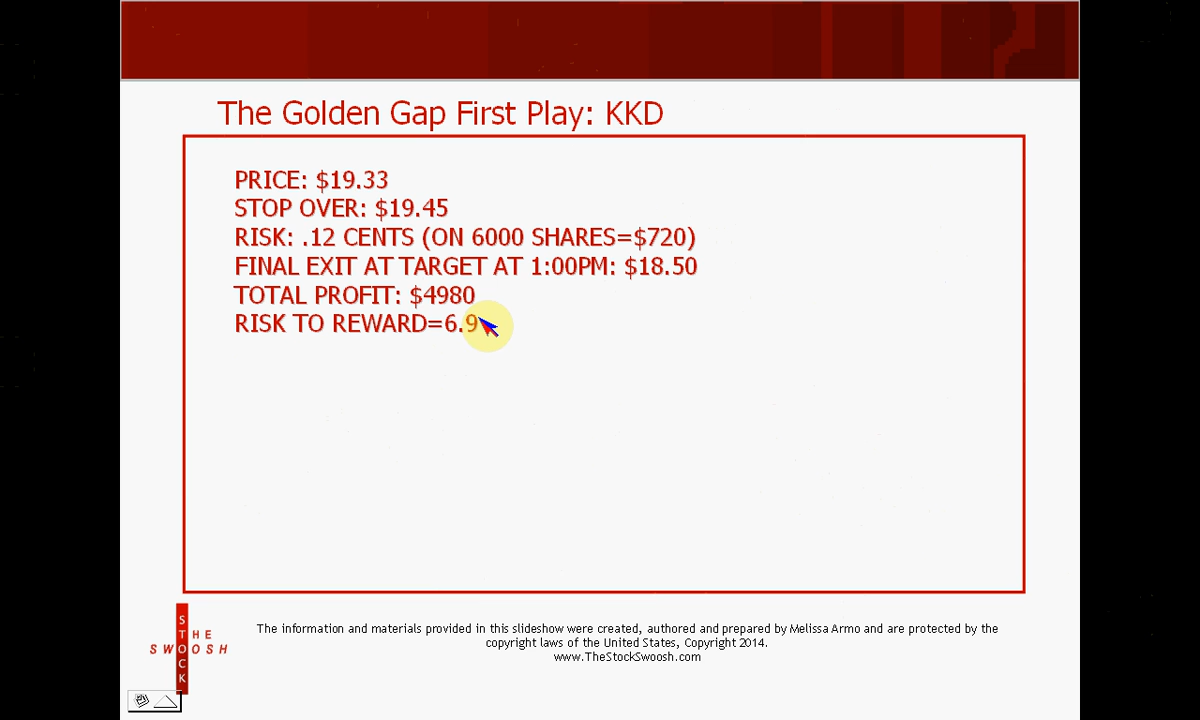 The Golden Gap First Play: KKD
PRICE: $19.33
STOP OVER: $19.45
RISK: .12 CENTS (ON 6000 SHARES=$720)
FINAL EXIT AT TARGET AT 1:00PM: $18.50
TOTAL PROFIT: $4980
RISK TO REWARD=6.9
THE
STOCK
SWOOSH
The information and materials provided in this slideshow were created, authored and prepared by Melissa Armo and are protected by the
copyright laws of the United States, Copyright 2014.
www.TheStockSwoosh.com